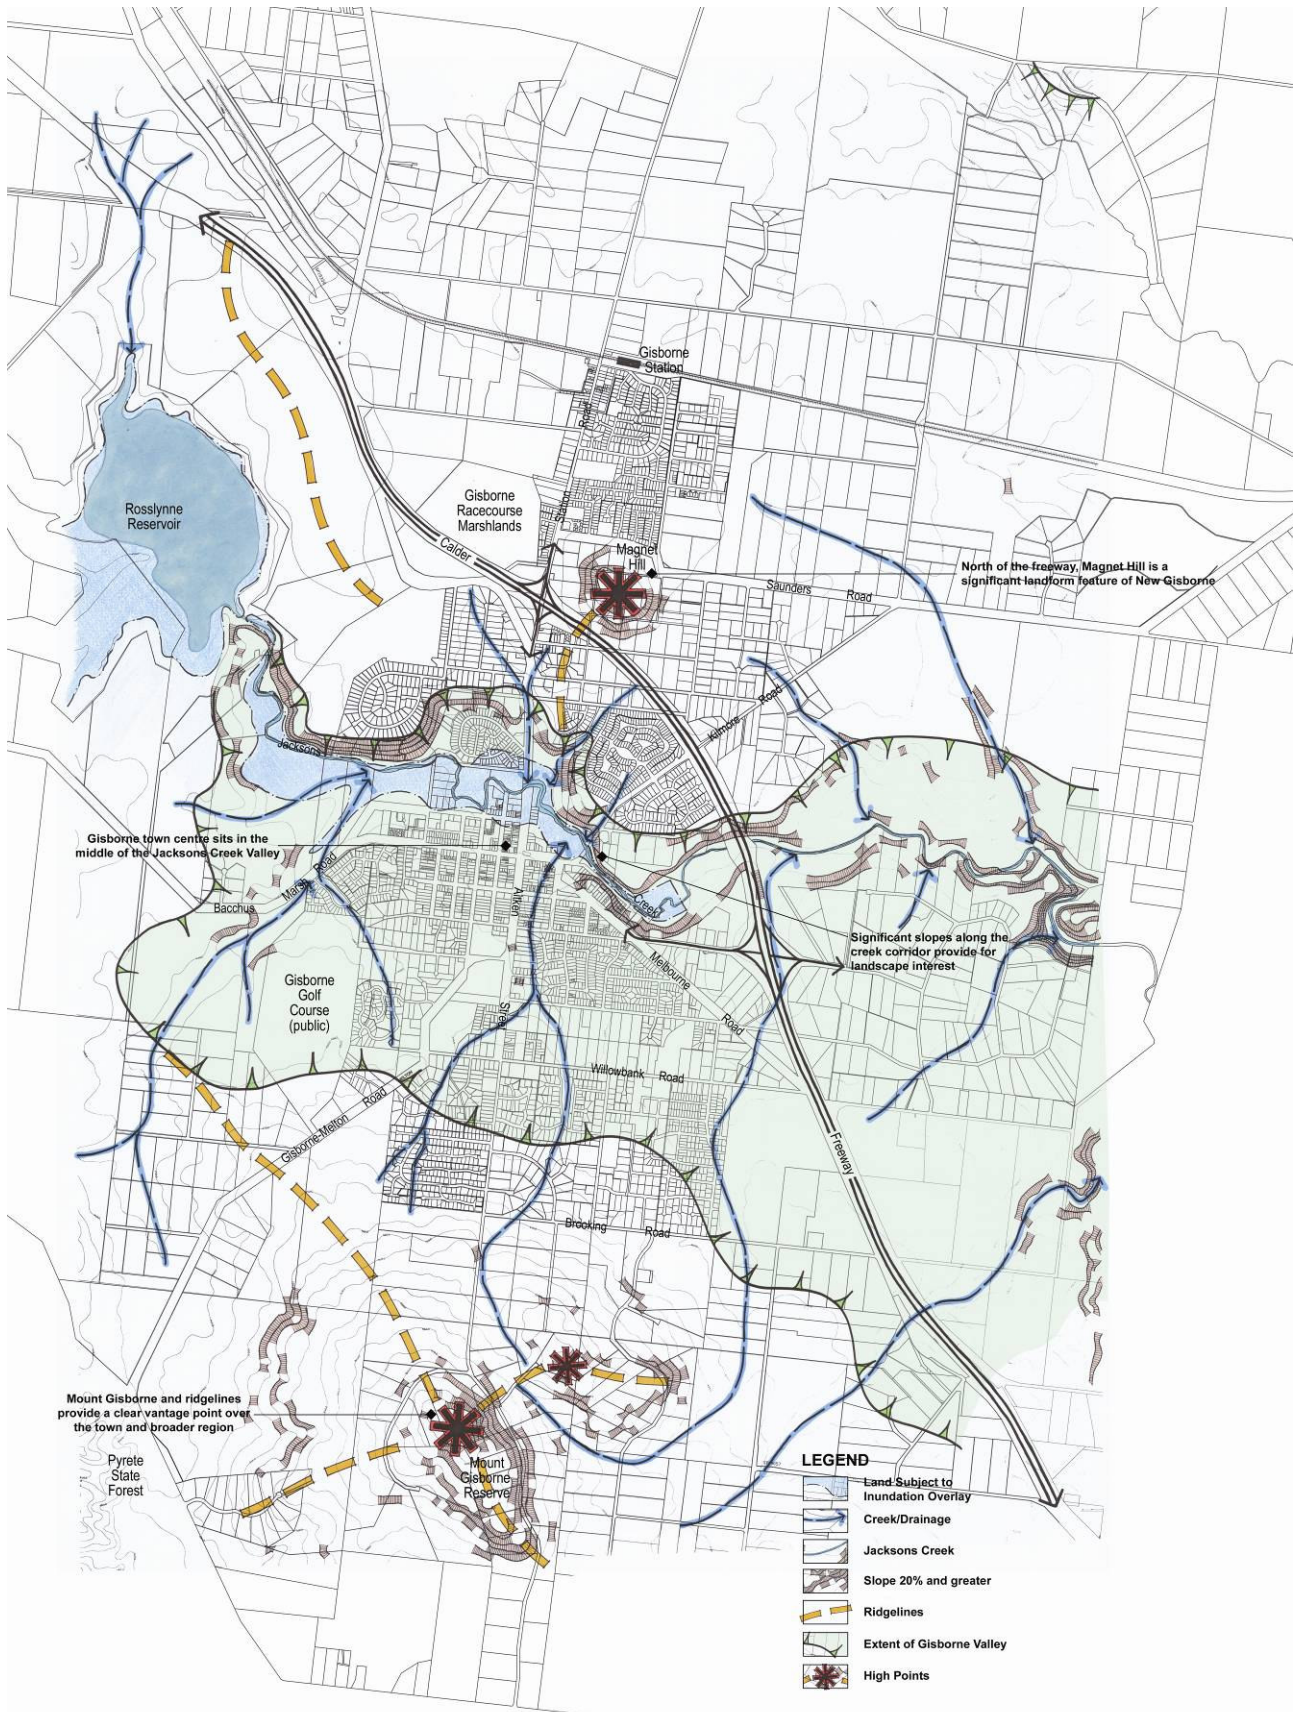 Gisborne
Station
Road
Station
Rosslynne
Reservoir
Gisborne
Racecourse
Marshlands
Calder
Magnet
Hill
Saunders Road
North of the freeway, Magnet Hill is a
significant landform feature of New Gisborne
Kilmore Road
Jacksons
Gisborne town centre sits in the
middle of the Jacksons Creek Valley
Marsh Road
Bacchus
Aitken
Creek
Significant slopes along the
creek corridor provide for
landscape interest
Melbourne
Road
Gisborne
Golf
Course
(public)
Street
Willowbank Road
Gisborne-Melton Road
Freeway
Brooking Road
Mount Gisborne and ridgelines
provide a clear vantage point over
the town and broader region
Pyrete
State
Forest
Mount
Gisborne
Reserve
LEGEND
Land Subject to
Inundation Overlay
Creek/Drainage
Jacksons Creek
Slope 20% and greater
Ridgelines
Extent of Gisborne Valley
High Points